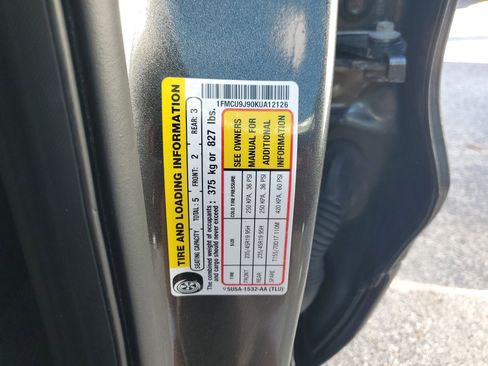 1FMCU9J90KUA12126
TIRE AND LOADING INFORMATION
SEATING CAPACITY TOTAL: 5 FRONT: 2 REAR: 3
The combined weight of occupants
and cargo should never exceed : 375 kg or 827 lbs.
TIRE SIZE COLD TIRE PRESSURE
FRONT 235/45R19 95H 250 KPA, 36 PSI
REAR 235/45R19 95H 250 KPA, 36 PSI
SPARE T155/70D17 110M 420 KPA, 60 PSI
SEE OWNERS
MANUAL FOR
ADDITIONAL
INFORMATION
5U5A-1532-AA (TLU)